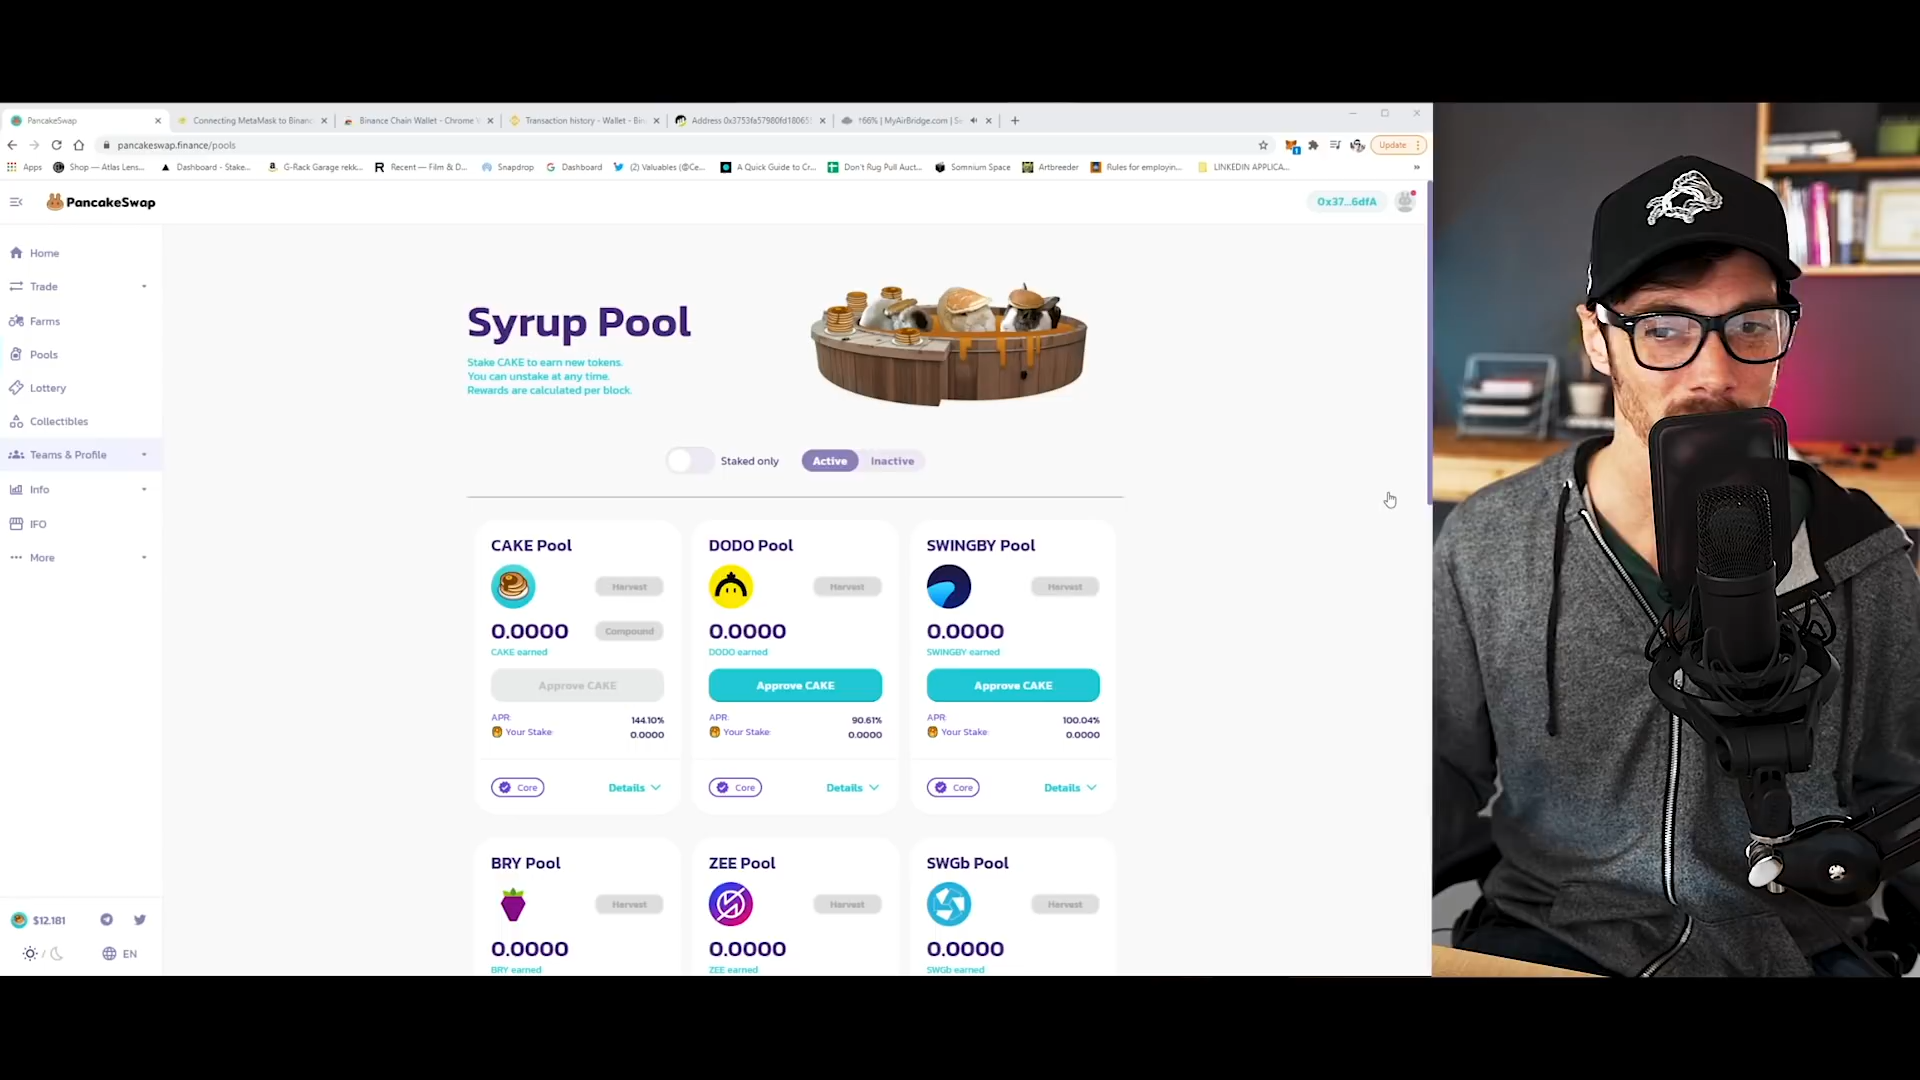 PancakeSwap
Connecting MetaMask to Binanc
Binance Chain Wallet - Chrome
Transaction history - Wallet - Bin
Address 0x3753fa57980fd18065
↑66% | MyAirBridge.com | S
pancakeswap.finance/pools
Update
Apps
Shop — Atlas Lens...
Dashboard - Stake...
G-Rack Garage rekk...
Recent — Film & D...
Snapdrop
Dashboard
(2) Valuables (@Ce...
A Quick Guide to Cr...
Don't Rug Pull Auct...
Somnium Space
Artbreeder
Rules for employin...
LINKEDIN APPLICA...
»
PancakeSwap
0x37...6dfA
Home
Trade
Farms
Pools
Lottery
Collectibles
Teams & Profile
Info
IFO
More
$12.181
EN
Syrup Pool
Stake CAKE to earn new tokens.
You can unstake at any time.
Rewards are calculated per block.
Staked only
Active
Inactive
CAKE Pool
Harvest
0.0000
Compound
CAKE earned
Approve CAKE
APR:
144.10%
Your Stake:
0.0000
Core
Details
DODO Pool
Harvest
0.0000
DODO earned
Approve CAKE
APR:
90.61%
Your Stake:
0.0000
Core
Details
SWINGBY Pool
Harvest
0.0000
SWINGBY earned
Approve CAKE
APR:
100.04%
Your Stake:
0.0000
Core
Details
BRY Pool
Harvest
0.0000
BRY earned
ZEE Pool
Harvest
0.0000
ZEE earned
SWGb Pool
Harvest
0.0000
SWGb earned